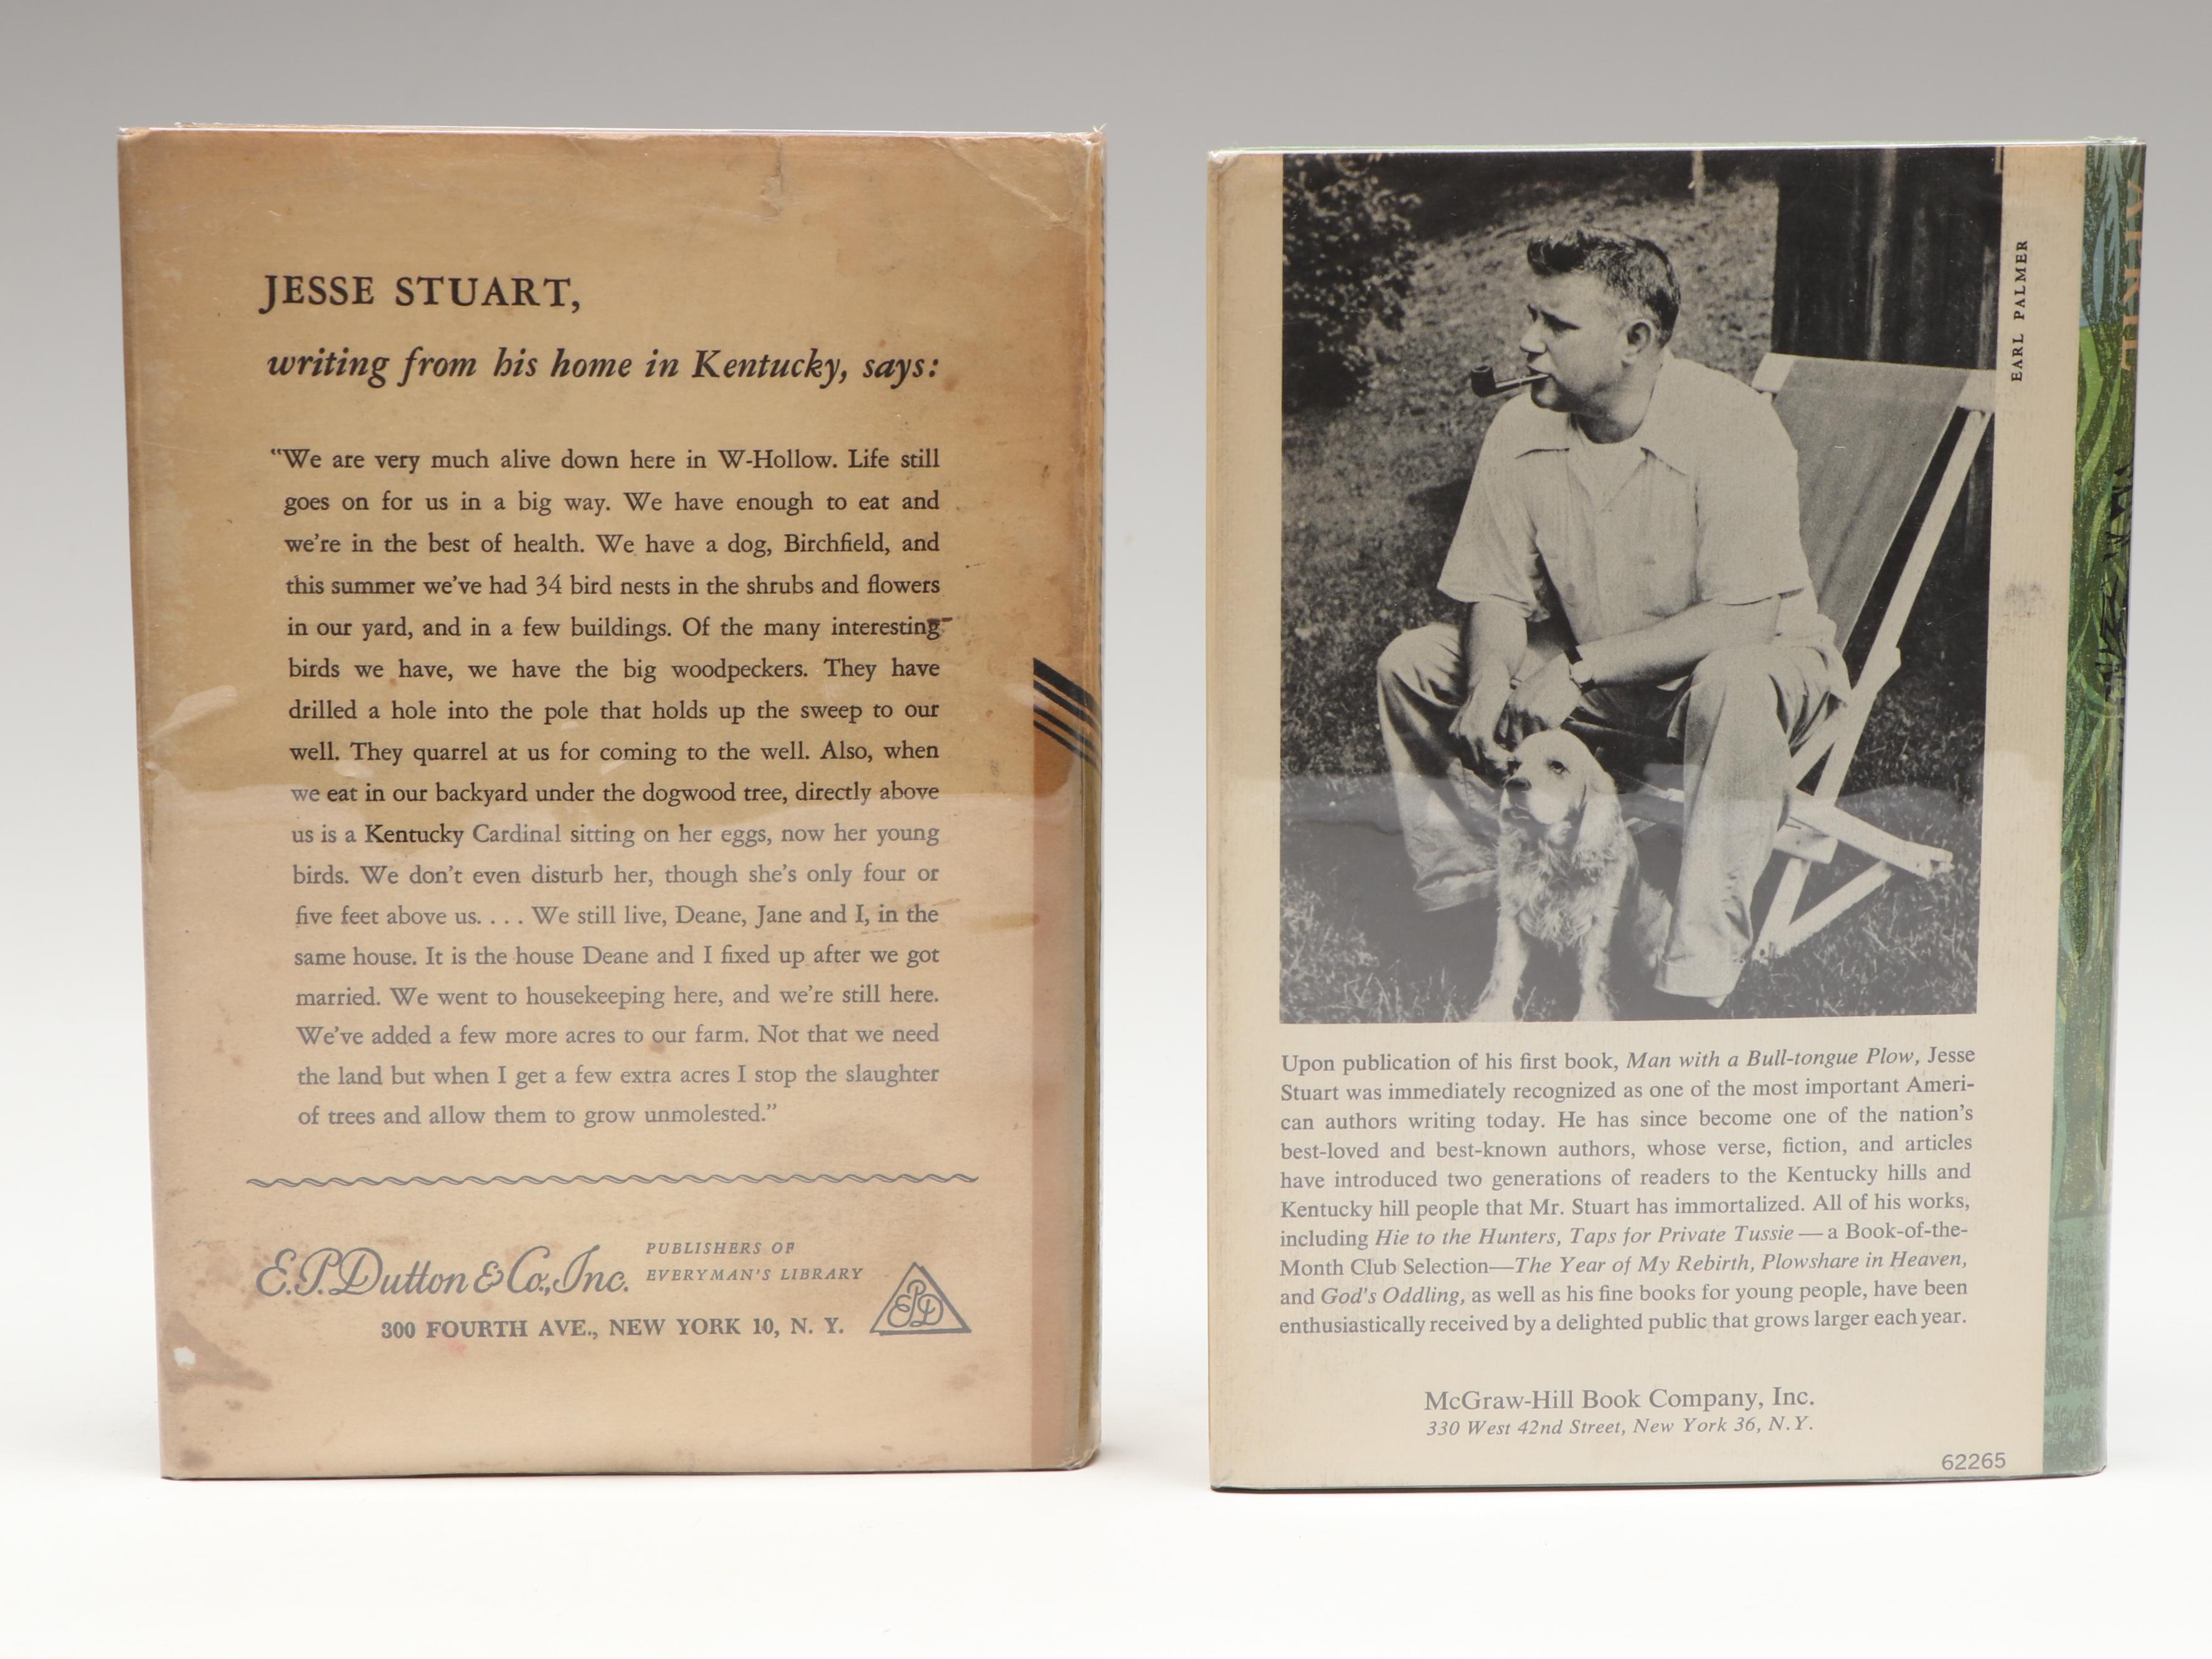 JESSE STUART,
writing from his home in Kentucky, says:
"We are very much alive down here in W-Hollow. Life still
goes on for us in a big way. We have enough to eat and
we're in the best of health. We have a dog, Birchfield, and
this summer we've had 34 bird nests in the shrubs and flowers
in our yard, and in a few buildings. Of the many interesting
birds we have, we have the big woodpeckers. They have
drilled a hole into the pole that holds up the sweep to our
well. They quarrel at us for coming to the well. Also, when
we eat in our backyard under the dogwood tree, directly above
us is a Kentucky Cardinal sitting on her eggs, now her young
birds. We don't even disturb her, though she's only four or
five feet above us. . . . We still live, Deane, Jane and I, in the
same house. It is the house Deane and I fixed up after we got
married. We went to housekeeping here, and we're still here.
We've added a few more acres to our farm. Not that we need
the land but when I get a few extra acres I stop the slaughter
of trees and allow them to grow unmolested."
E.P. Dutton & Co., Inc.
PUBLISHERS OF
EVERYMAN'S LIBRARY
300 FOURTH AVE., NEW YORK 10, N. Y.
EPD
EARL PALMER
Upon publication of his first book, Man with a Bull-tongue Plow, Jesse
Stuart was immediately recognized as one of the most important Ameri-
can authors writing today. He has since become one of the nation's
best-loved and best-known authors, whose verse, fiction, and articles
have introduced two generations of readers to the Kentucky hills and
Kentucky hill people that Mr. Stuart has immortalized. All of his works,
including Hie to the Hunters, Taps for Private Tussie — a Book-of-the-
Month Club Selection—The Year of My Rebirth, Plowshare in Heaven,
and God's Oddling, as well as his fine books for young people, have been
enthusiastically received by a delighted public that grows larger each year.
McGraw-Hill Book Company, Inc.
330 West 42nd Street, New York 36, N.Y.
62265